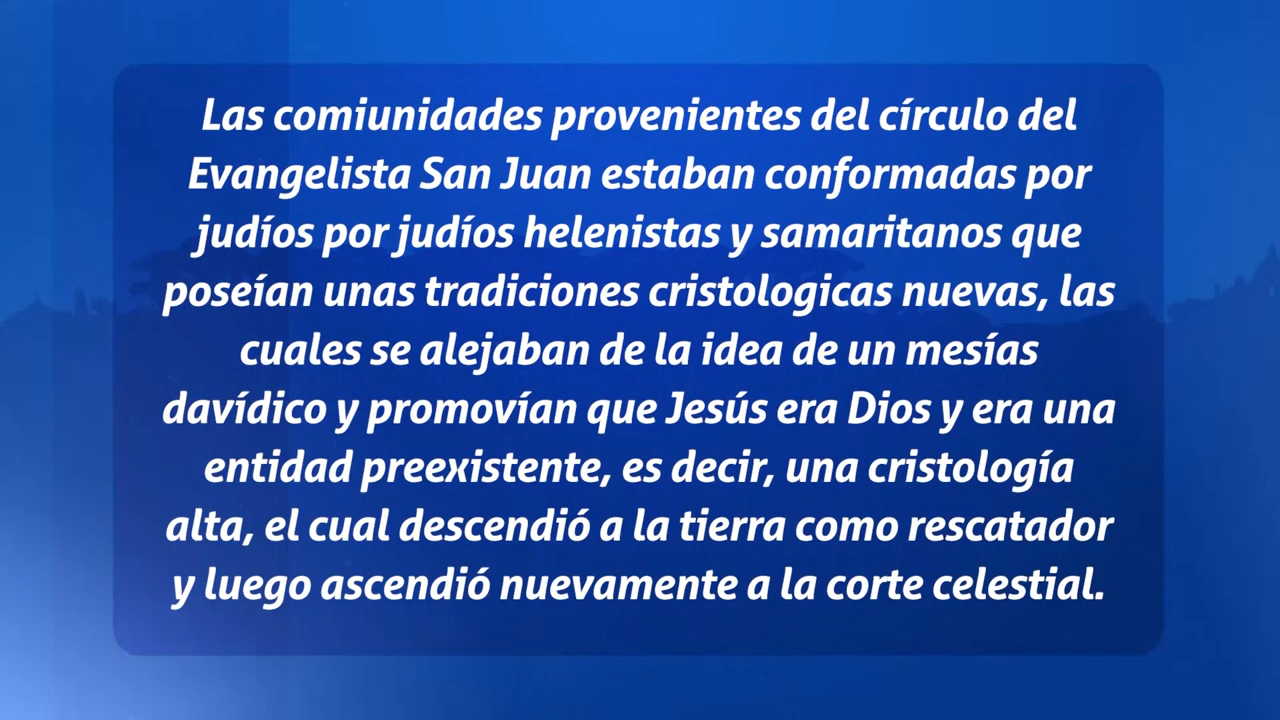 Las comiunidades provenientes del círculo del
Evangelista San Juan estaban conformadas por
judíos por judíos helenistas y samaritanos que
poseían unas tradiciones cristologicas nuevas, las
cuales se alejaban de la idea de un mesías
davídico y promovían que Jesús era Dios y era una
entidad preexistente, es decir, una cristología
alta, el cual descendió a la tierra como rescatador
y luego ascendió nuevamente a la corte celestial.